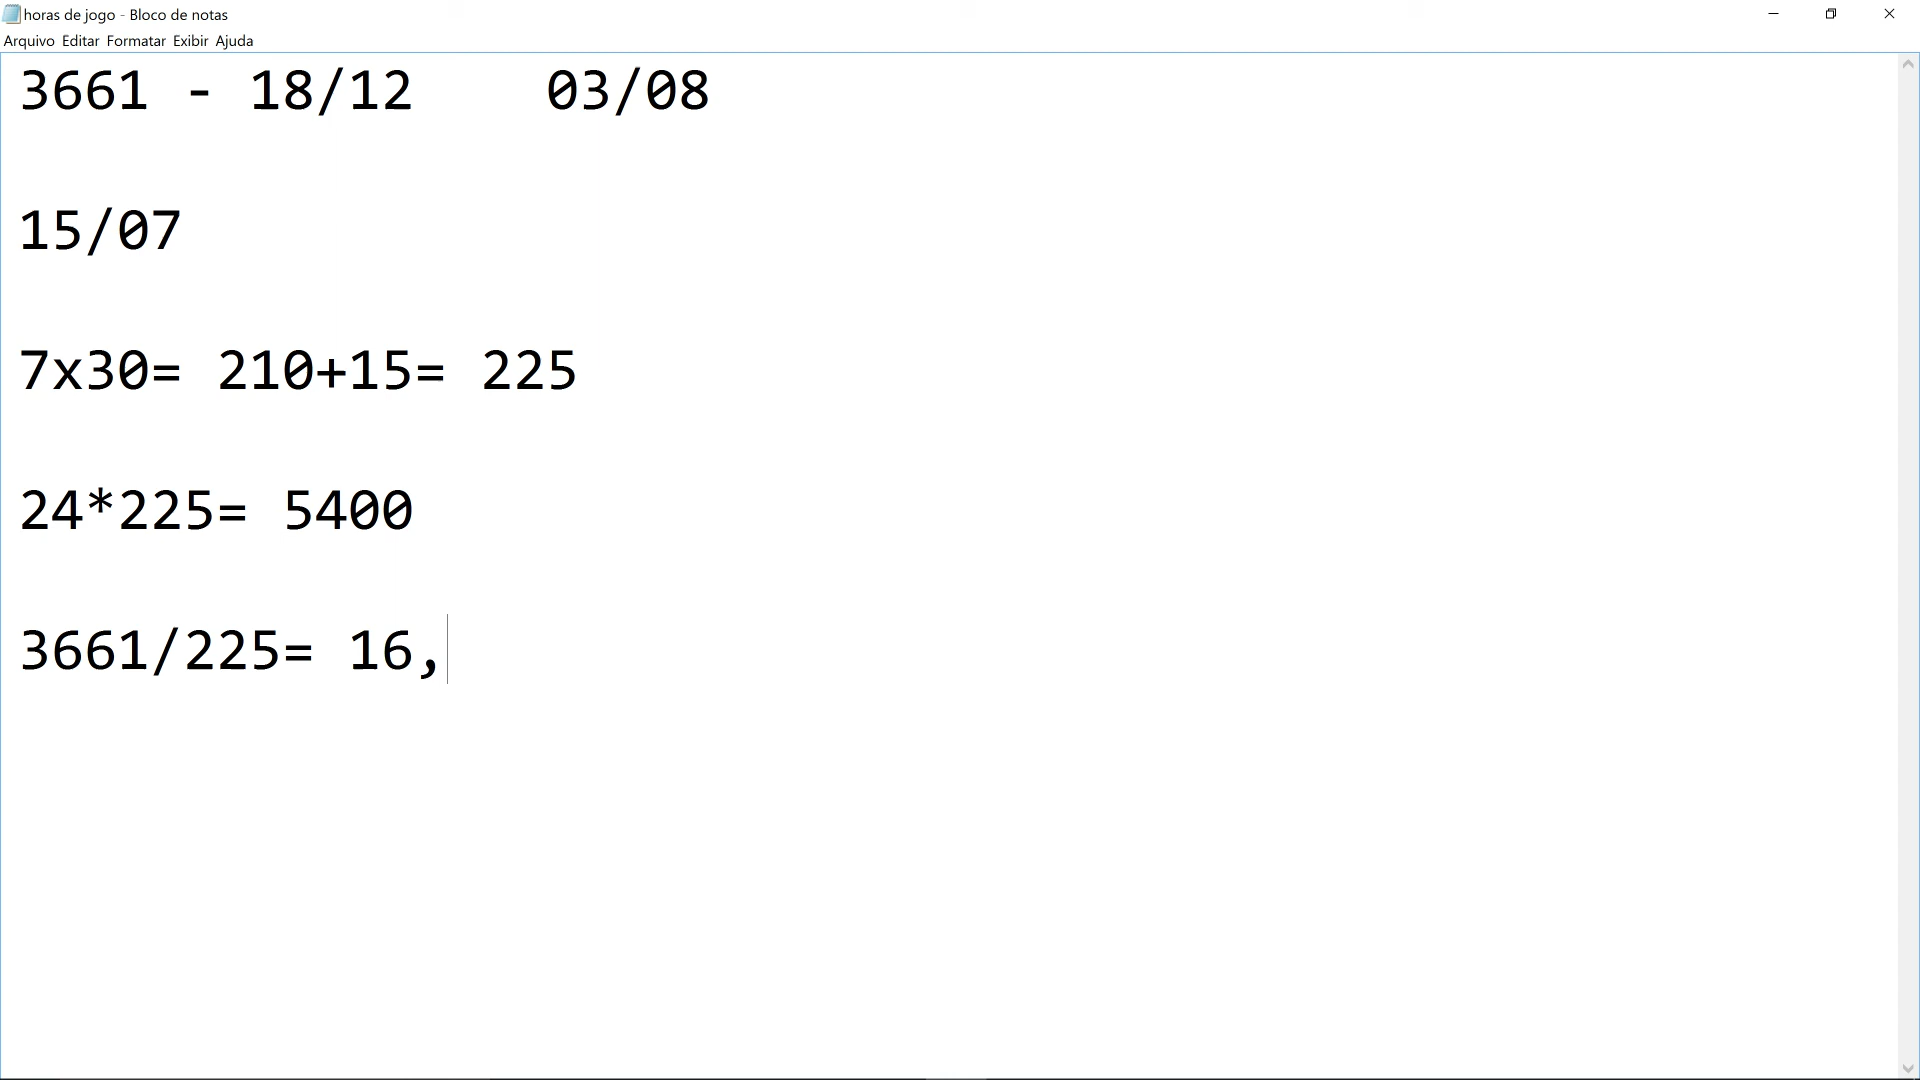 horas de jogo - Bloco de notas
Arquivo Editar Formatar Exibir Ajuda
3661 - 18/12    03/08
15/07
7x30= 210+15= 225
24*225= 5400
3661/225= 16,